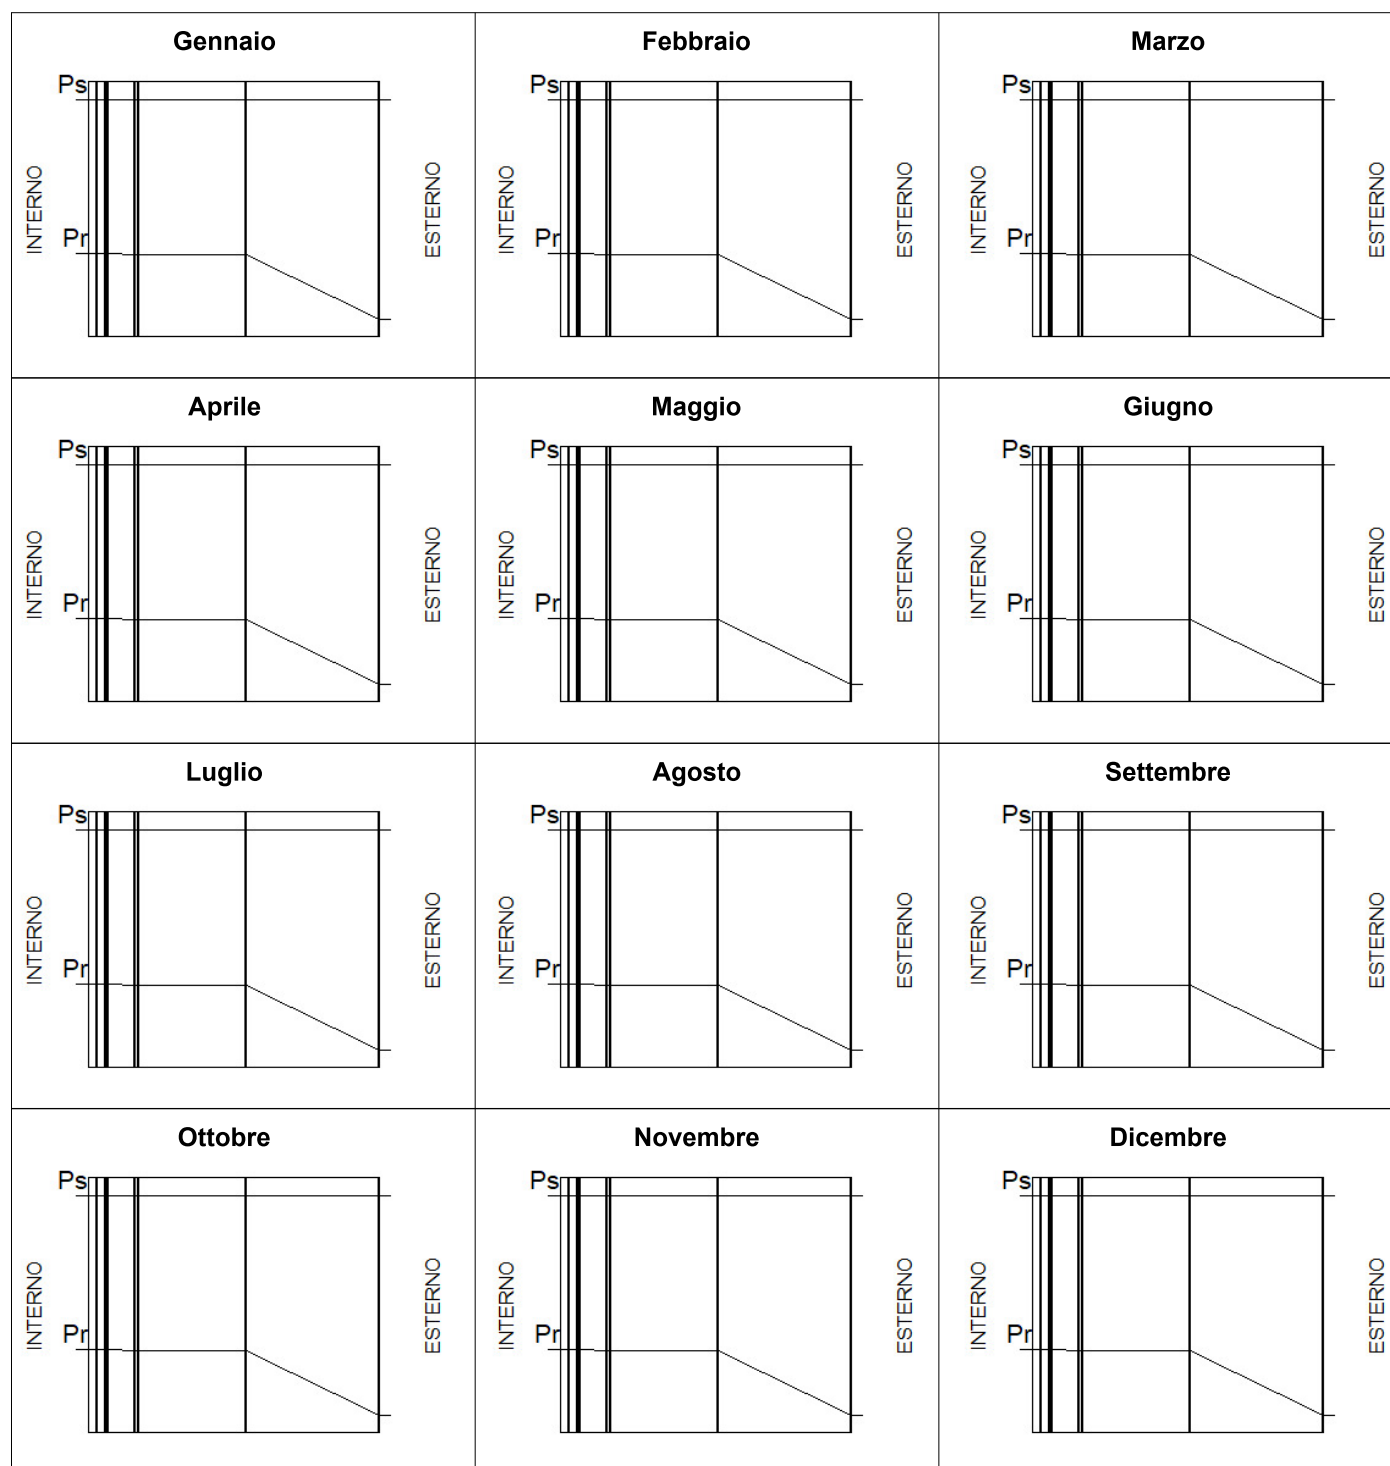 Gennaio
Febbraio
Marzo
Ps
Ps
Ps
INTERNO
ESTERNO
INTERNO
ESTERNO
INTERNO
ESTERNO
Pr
Pr
Pr
Aprile
Maggio
Giugno
Ps
Ps
Ps
INTERNO
ESTERNO
INTERNO
ESTERNO
INTERNO
ESTERNO
Pr
Pr
Pr
Luglio
Agosto
Settembre
Ps
Ps
Ps
INTERNO
ESTERNO
INTERNO
ESTERNO
INTERNO
ESTERNO
Pr
Pr
Pr
Ottobre
Novembre
Dicembre
Ps
Ps
Ps
INTERNO
ESTERNO
INTERNO
ESTERNO
INTERNO
ESTERNO
Pr
Pr
Pr